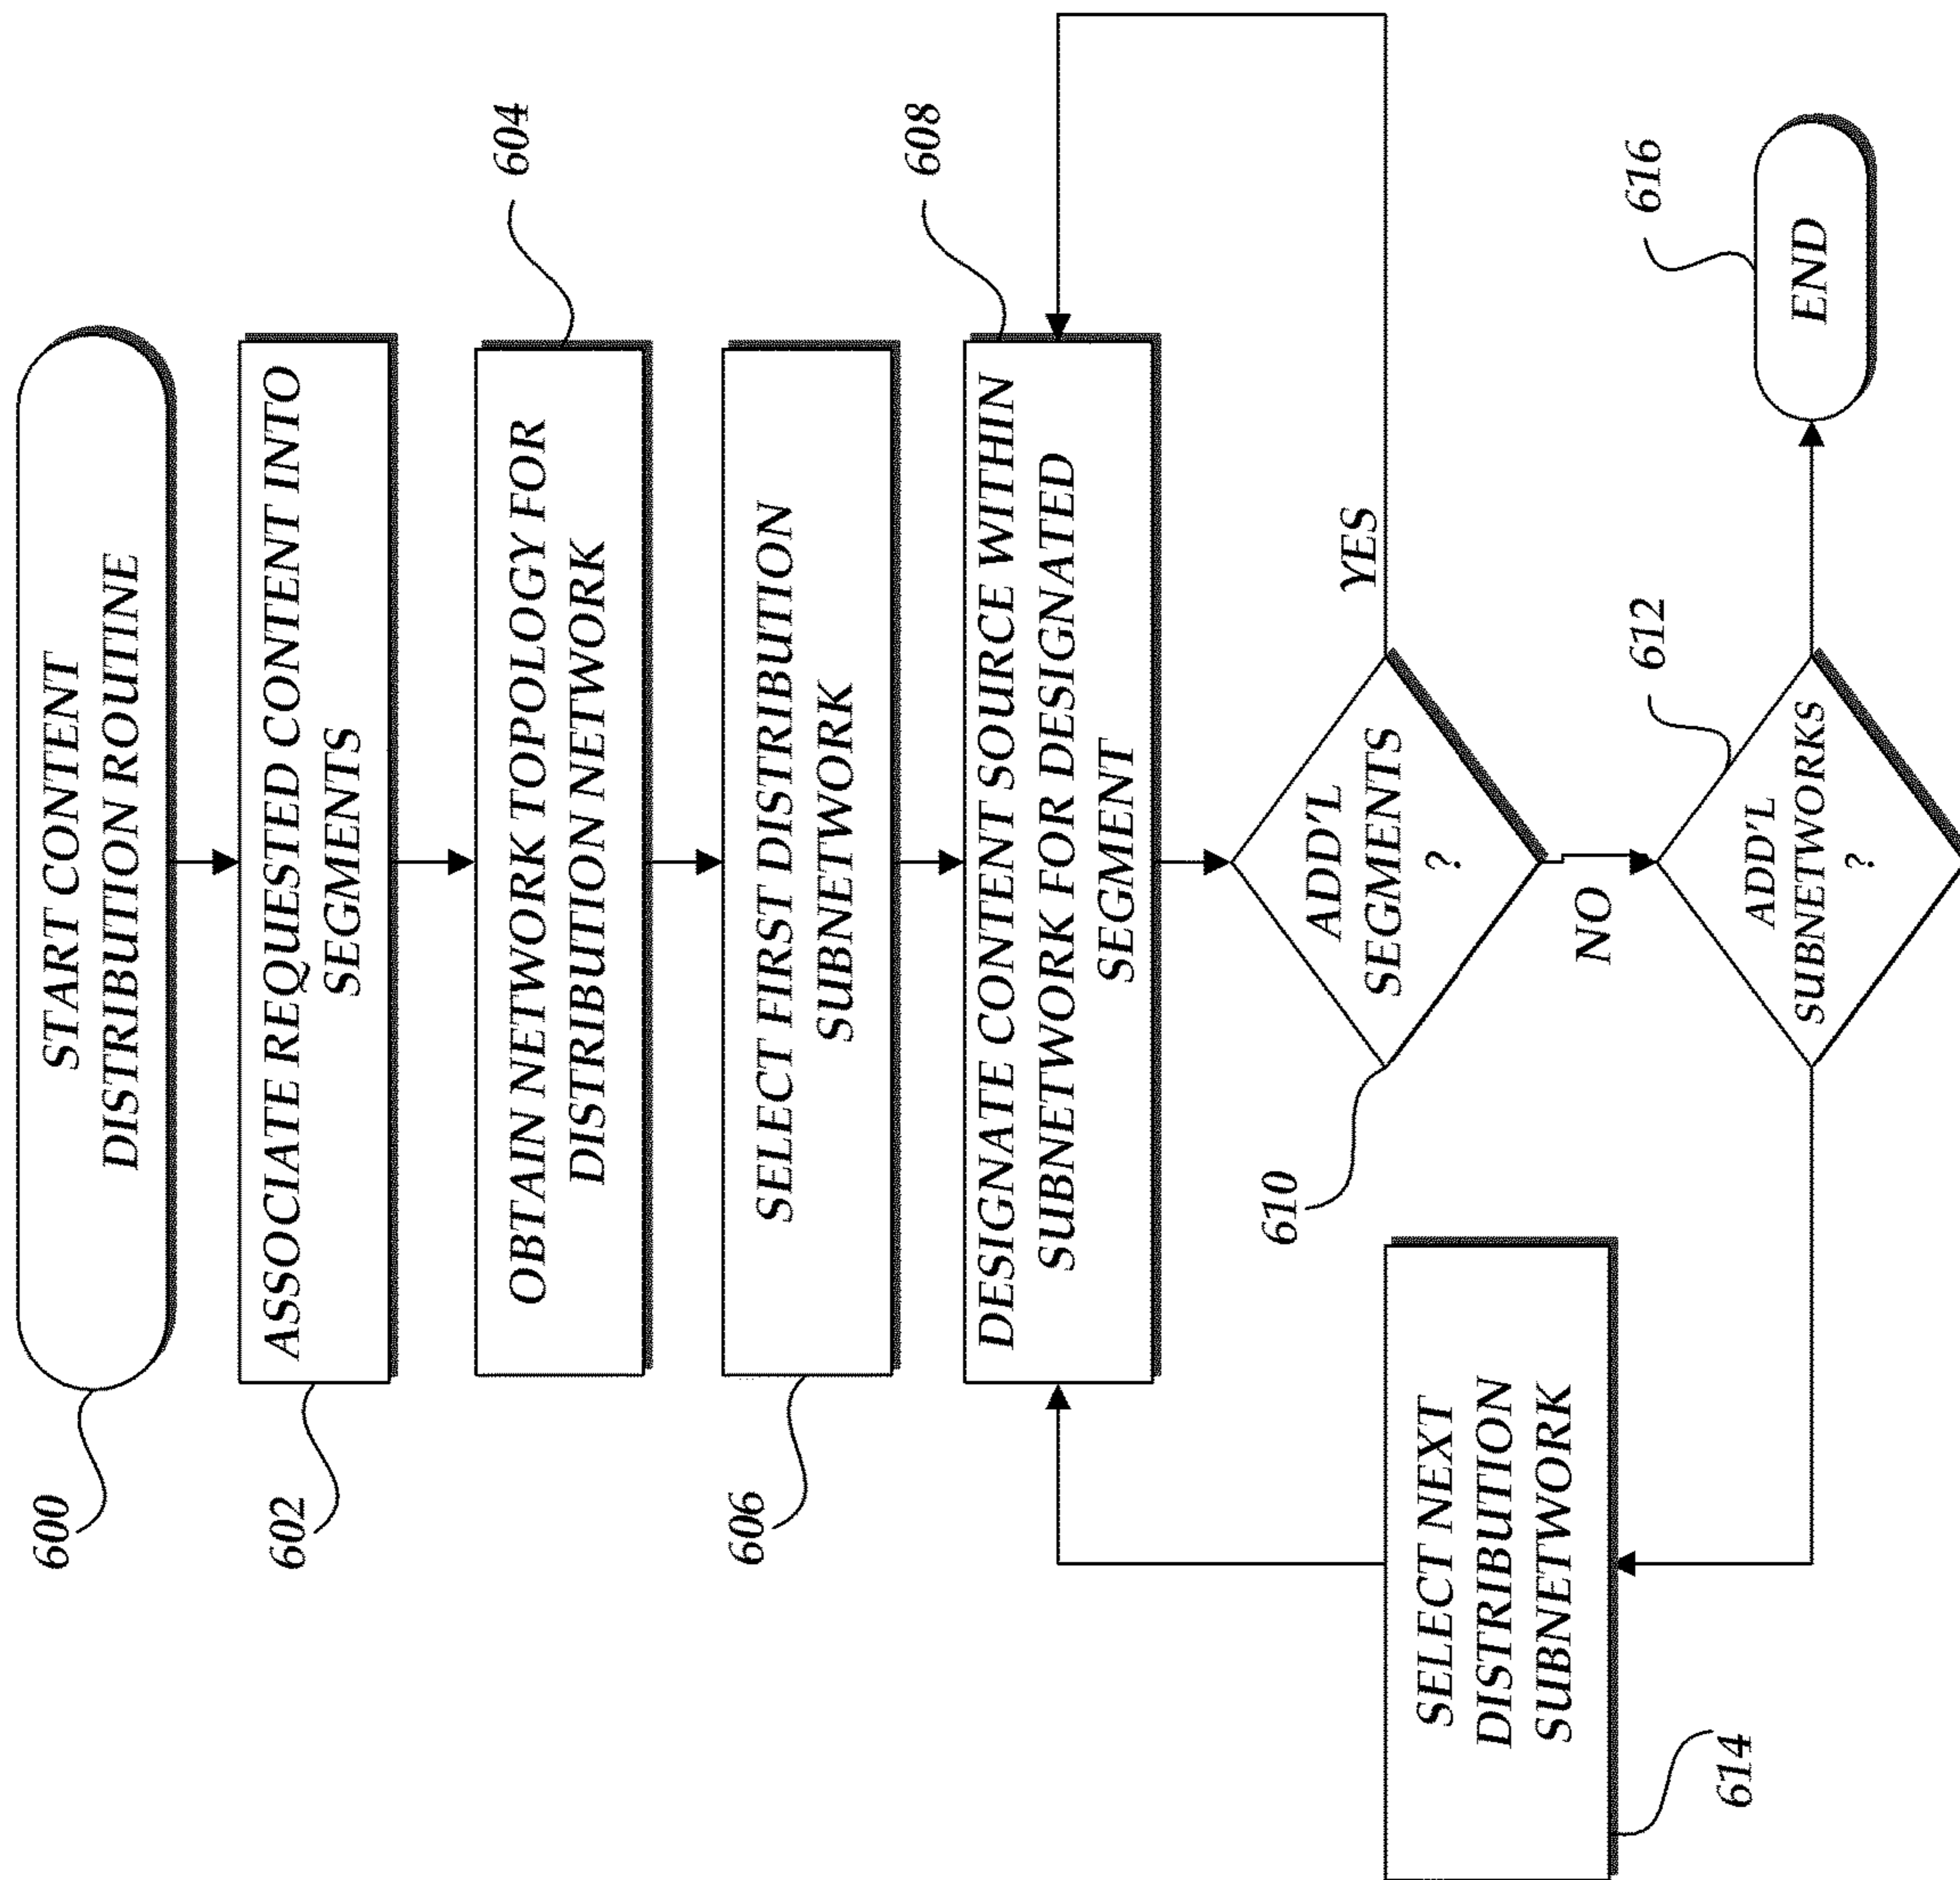 START CONTENT
DISTRIBUTION ROUTINE
600
ASSOCIATE REQUESTED CONTENT INTO
SEGMENTS
602
OBTAIN NETWORK TOPOLOGY FOR
DISTRIBUTION NETWORK
604
SELECT FIRST DISTRIBUTION
SUBNETWORK
606
DESIGNATE CONTENT SOURCE WITHIN
SUBNETWORK FOR DESIGNATED
SEGMENT
608
ADD'L
SEGMENTS
?
610
YES
NO
ADD'L
SUBNETWORKS
?
612
SELECT NEXT
DISTRIBUTION
SUBNETWORK
614
END
616